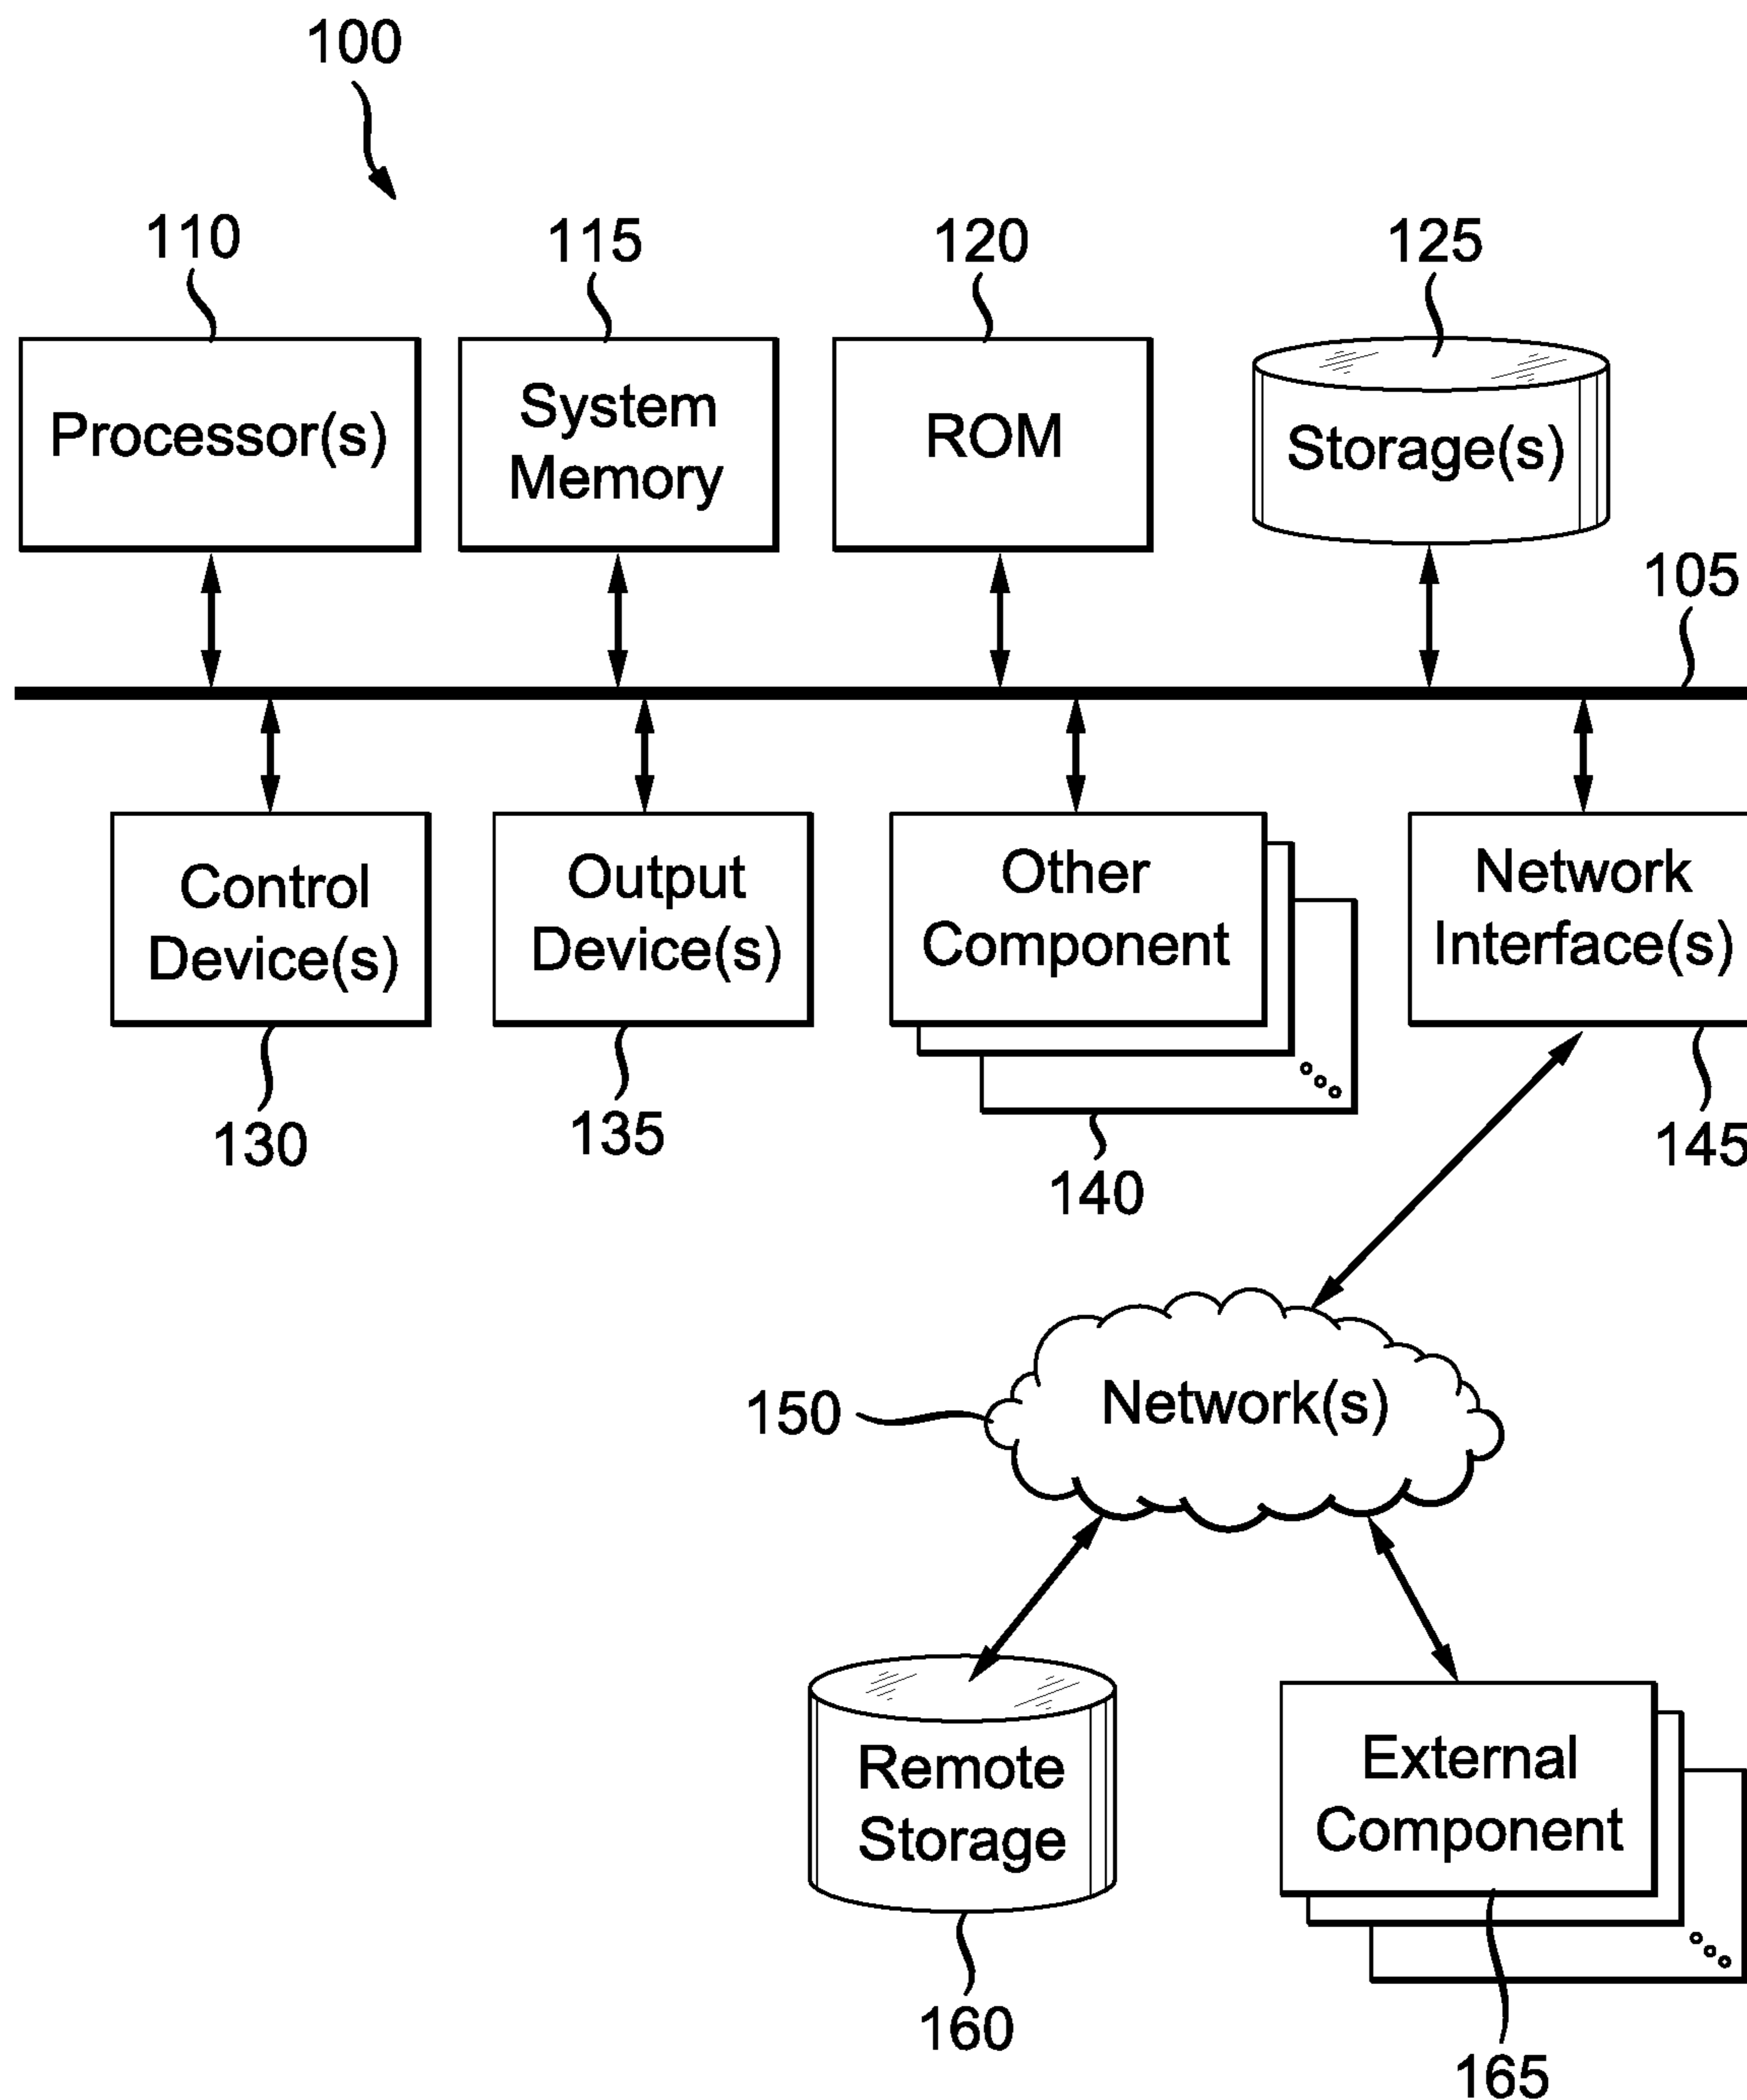 100
110
115
120
125
Processor(s)
System
Memory
ROM
Storage(s)
105
Control
Device(s)
Output
Device(s)
Other
Component
Network
Interface(s)
130
135
140
145
150
Network(s)
Remote
Storage
External
Component
160
165